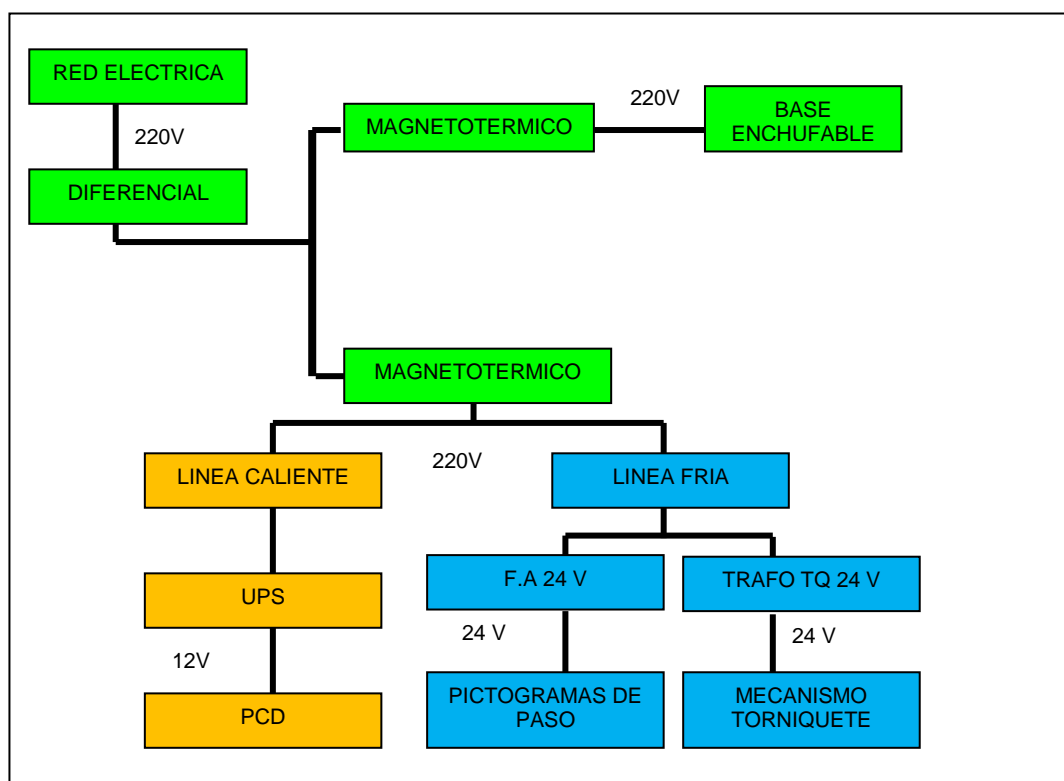 RED ELECTRICA
220V
DIFERENCIAL
MAGNETOTERMICO
220V
BASE
ENCHUFABLE
MAGNETOTERMICO
220V
LINEA CALIENTE
LINEA FRIA
UPS
F.A 24 V
TRAFO TQ 24 V
12V
24 V
24 V
PCD
PICTOGRAMAS DE
PASO
MECANISMO
TORNIQUETE